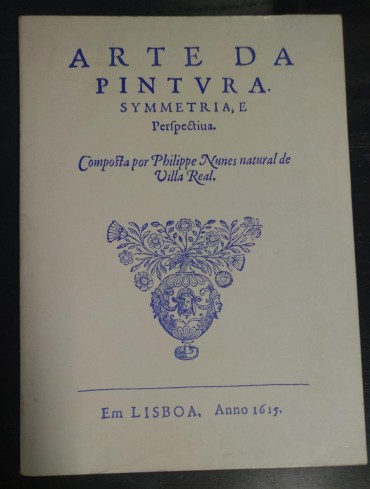 ARTE DA
PINTVRA.
SYMMETRIA, E
Perſpectiua.
Compoſta por Philippe Nunes natural de
Villa Real.
Em LISBOA, Anno 1615.